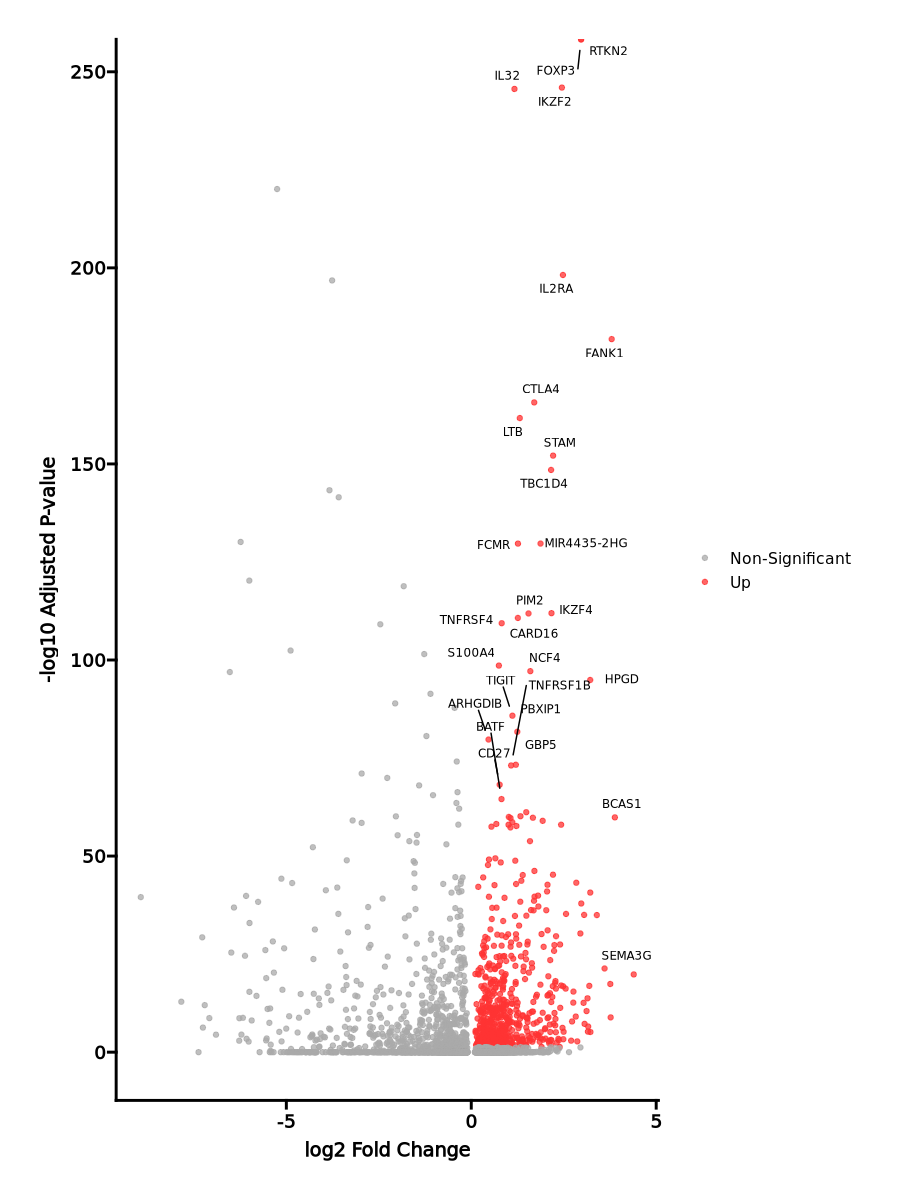 RTKN2
FOXP3
IL32
IKZF2
250
200
IL2RA
FANK1
CTLA4
LTB
STAM
150
TBC1D4
FCMR
MIR4435-2HG
PIM2
IKZF4
TNFRSF4
CARD16
S100A4
NCF4
100
TIGIT
TNFRSF1B
HPGD
ARHGDIB
PBXIP1
BATF
GBP5
CD27
BCAS1
50
SEMA3G
0
-5
0
5
-log10 Adjusted P-value
log2 Fold Change
Non-Significant
Up